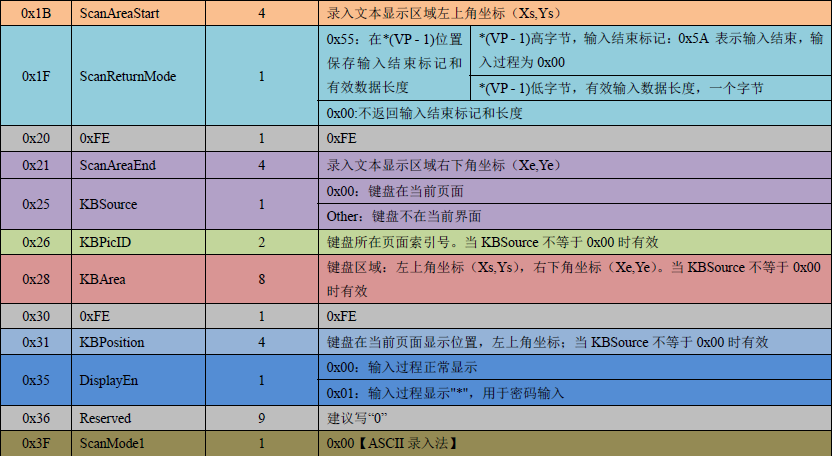 0x1B ScanAreaStart 4 录入文本显示区域左上角坐标（Xs,Ys）
0x1F ScanReturnMode 1
0x55：在*(VP - 1)位置
保存输入结束标记和
有效数据长度
*(VP - 1)高字节，输入结束标记：0x5A 表示输入结束，输
入过程为 0x00
*(VP - 1)低字节，有效输入数据长度，一个字节
0x00:不返回输入结束标记和长度
0x20 0xFE 1 0xFE
0x21 ScanAreaEnd 4 录入文本显示区域右下角坐标（Xe,Ye）
0x25 KBSource 1
0x00：键盘在当前页面
Other：键盘不在当前界面
0x26 KBPicID 2 键盘所在页面索引号。当 KBSource 不等于 0x00 时有效
0x28 KBArea 8
键盘区域：左上角坐标（Xs,Ys），右下角坐标（Xe,Ye）。当 KBSource 不等于 0x00
时有效
0x30 0xFE 1 0xFE
0x31 KBPosition 4 键盘在当前页面显示位置，左上角坐标；当 KBSource 不等于 0x00 时有效
0x35 DisplayEn 1
0x00：输入过程正常显示
0x01：输入过程显示"*"，用于密码输入
0x36 Reserved 9 建议写“0”
0x3F ScanMode1 1 0x00【ASCII 录入法】